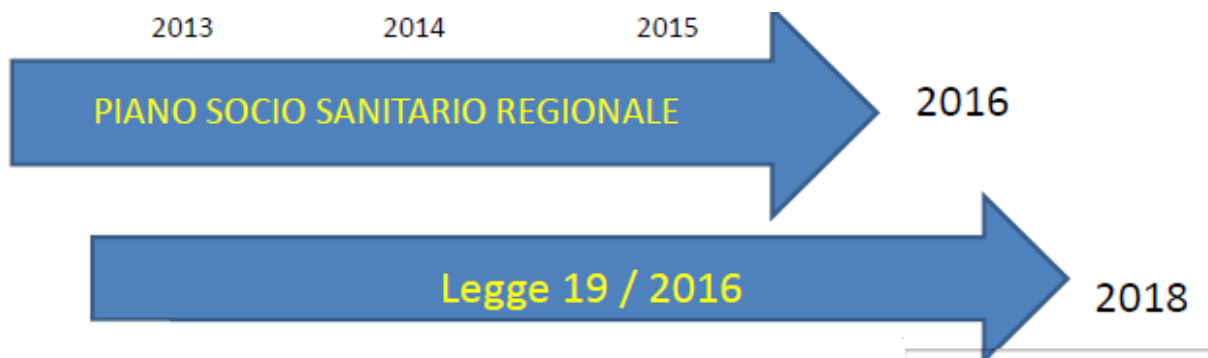 2013 2014 2015
PIANO SOCIO SANITARIO REGIONALE
2016
Legge 19 / 2016
2018